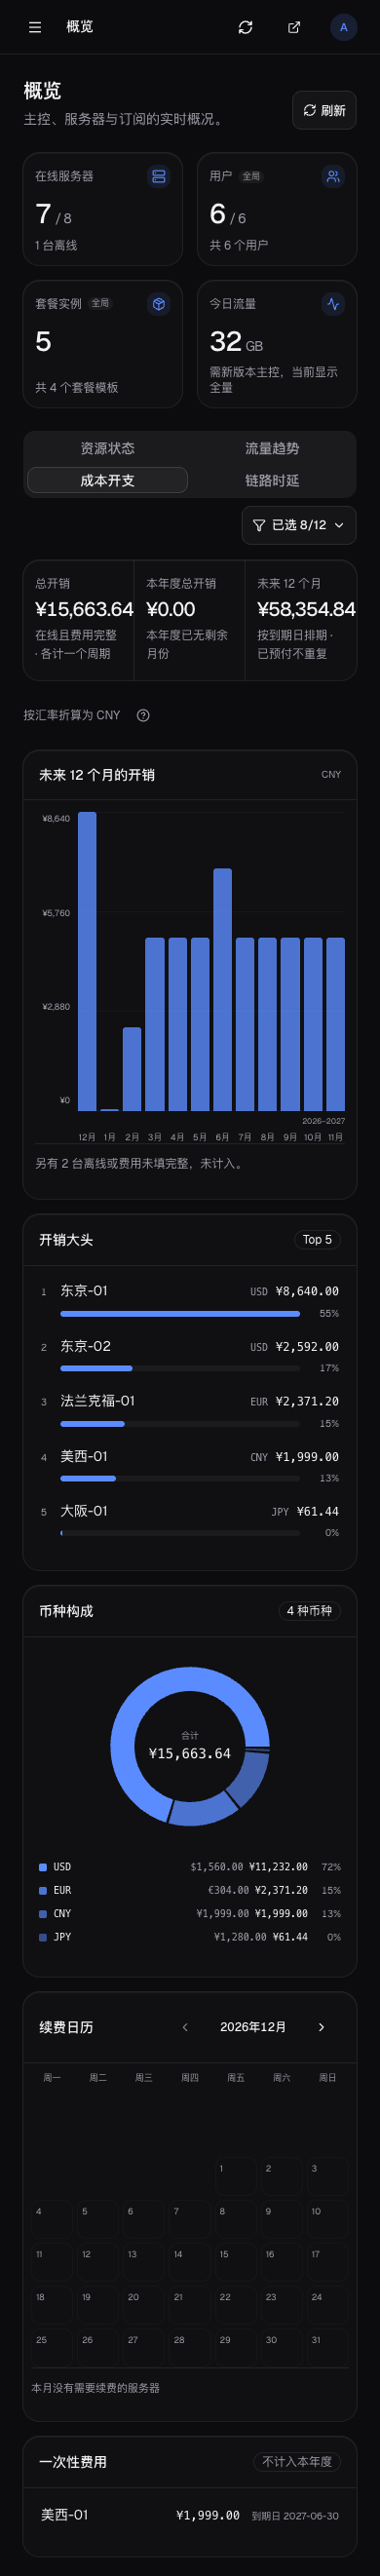 概览
A
概览
主控、服务器与订阅的实时概况。
刷新
在线服务器
7 / 8
1 台离线
用户 全局
6 / 6
共 6 个用户
套餐实例 全局
5
共 4 个套餐模板
今日流量
32 GB
需新版本主控，当前显示
全量
资源状态
流量趋势
成本开支
链路时延
已选 8/12
总开销
¥15,663.64
在线且费用完整
· 各计一个周期
本年度总开销
¥0.00
本年度已无剩余
月份
未来 12 个月
¥58,354.84
按到期日排期 ·
已预付不重复
按汇率折算为 CNY
未来 12 个月的开销
CNY
¥8,640
¥5,760
¥2,880
¥0
2026–2027
12月 1月 2月 3月 4月 5月 6月 7月 8月 9月 10月 11月
另有 2 台离线或费用未填完整，未计入。
开销大头
Top 5
1 东京-01 USD ¥8,640.00
55%
2 东京-02 USD ¥2,592.00
17%
3 法兰克福-01 EUR ¥2,371.20
15%
4 美西-01 CNY ¥1,999.00
13%
5 大阪-01 JPY ¥61.44
0%
币种构成
4 种币种
合计
¥15,663.64
USD $1,560.00 ¥11,232.00 72%
EUR €304.00 ¥2,371.20 15%
CNY ¥1,999.00 ¥1,999.00 13%
JPY ¥1,280.00 ¥61.44 0%
续费日历
2026年12月
周一 周二 周三 周四 周五 周六 周日
1 2 3
4 5 6 7 8 9 10
11 12 13 14 15 16 17
18 19 20 21 22 23 24
25 26 27 28 29 30 31
本月没有需要续费的服务器
一次性费用
不计入本年度
美西-01 ¥1,999.00 到期日 2027-06-30